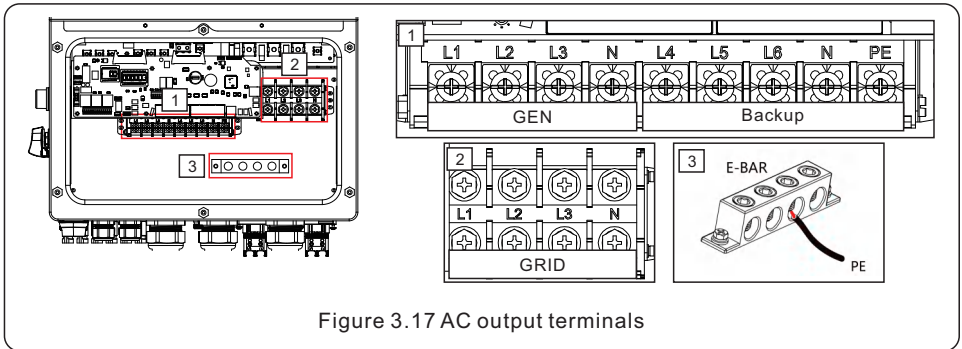 2
1
3
1
L1 L2 L3 N L4 L5 L6 N PE
GEN Backup
2
L1 L2 L3 N
GRID
3
E-BAR
PE
Figure 3.17 AC output terminals